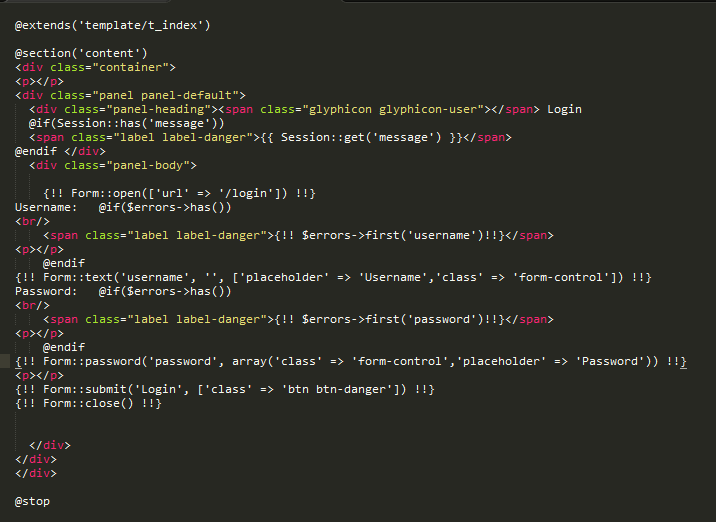 @extends('template/t_index')
@section('content')
<div class="container">
<p></p>
<div class="panel panel-default">
  <div class="panel-heading"><span class="glyphicon glyphicon-user"></span> Login
  @if(Session::has('message'))
  <span class="label label-danger">{{ Session::get('message') }}</span>
@endif </div>
  <div class="panel-body">
    {!! Form::open(['url' => '/login']) !!}
Username:   @if($errors->has())
<br/>
    <span class="label label-danger">{!! $errors->first('username')!!}</span>
<p></p>
    @endif
{!! Form::text('username', '', ['placeholder' => 'Username','class' => 'form-control']) !!}
Password:   @if($errors->has())
<br/>
    <span class="label label-danger">{!! $errors->first('password')!!}</span>
<p></p>
    @endif
{!! Form::password('password', array('class' => 'form-control','placeholder' => 'Password')) !!}
<p></p>
{!! Form::submit('Login', ['class' => 'btn btn-danger']) !!}
{!! Form::close() !!}
  </div>
</div>
</div>
@stop